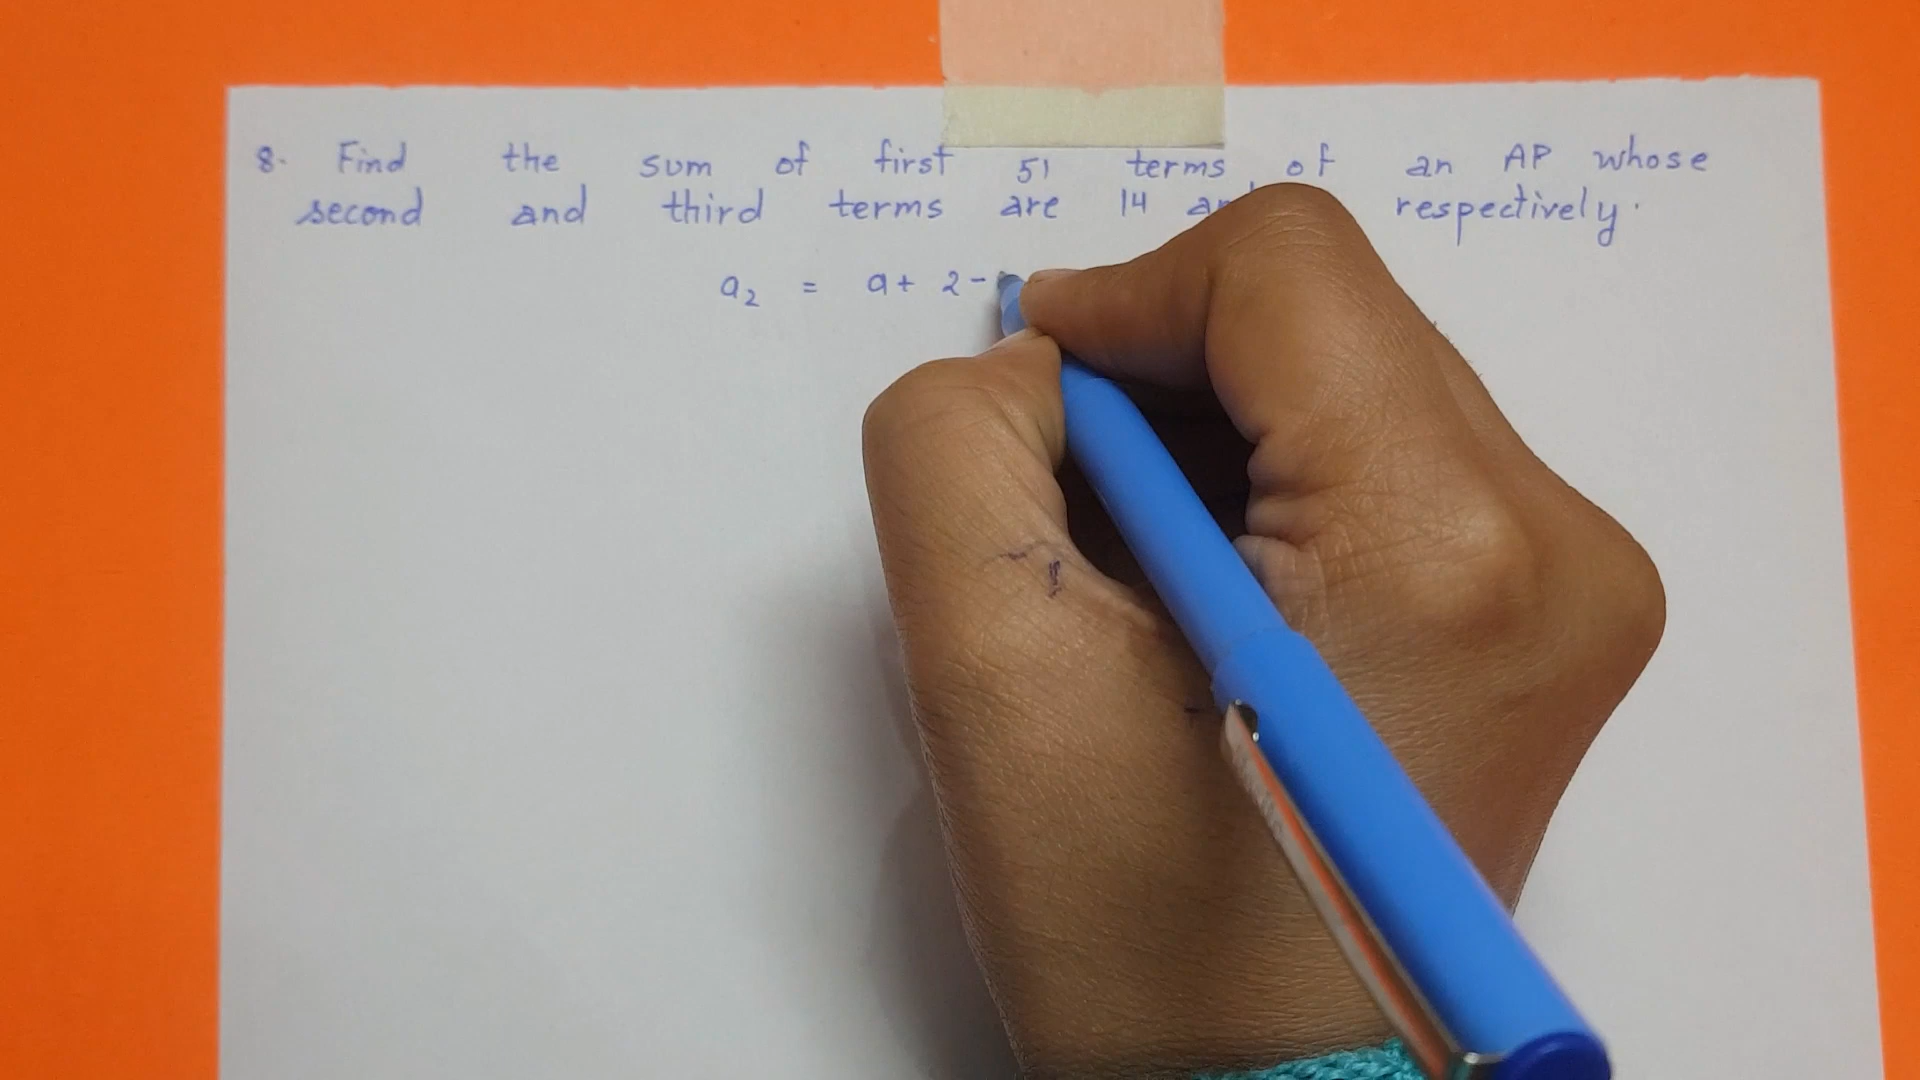 8. Find the sum of first 51 terms of an AP whose
second and third terms are 14 respectively.
a₂ = a + 2 -